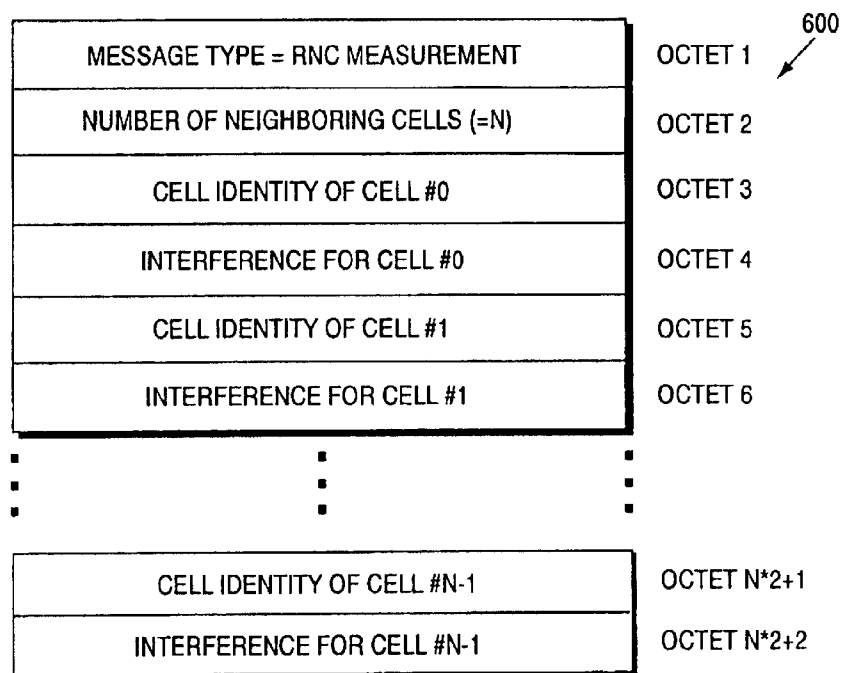 600
MESSAGE TYPE = RNC MEASUREMENT OCTET 1
NUMBER OF NEIGHBORING CELLS (=N) OCTET 2
CELL IDENTITY OF CELL #0 OCTET 3
INTERFERENCE FOR CELL #0 OCTET 4
CELL IDENTITY OF CELL #1 OCTET 5
INTERFERENCE FOR CELL #1 OCTET 6
CELL IDENTITY OF CELL #N-1 OCTET N*2+1
INTERFERENCE FOR CELL #N-1 OCTET N*2+2